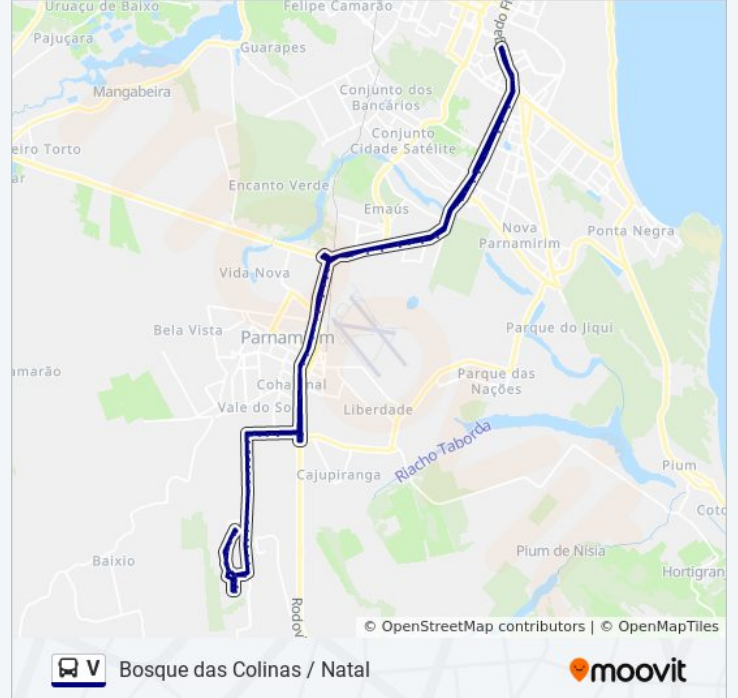 Uruaçu de Baixo
Felipe Camarão
Pajuçara
Guarapes
Mangabeira
Conjunto dos
Bancários
Conjunto
Cidade Satélite
eiro Torto
ar
Encanto Verde
Emaús
Nova
Parnamirim
Ponta Negra
Vida Nova
Bela Vista
Parnamirim
Parque do Jiqui
amarão
Cohabinal
Parque das
Nações
Vale do So
Liberdade
Riacho Taborda
Cajupiranga
Pium
Coto
Baixio
Pium de Nísia
Hortigran
Rodovi
© OpenStreetMap contributors | © OpenMapTiles
V Bosque das Colinas / Natal
moovit